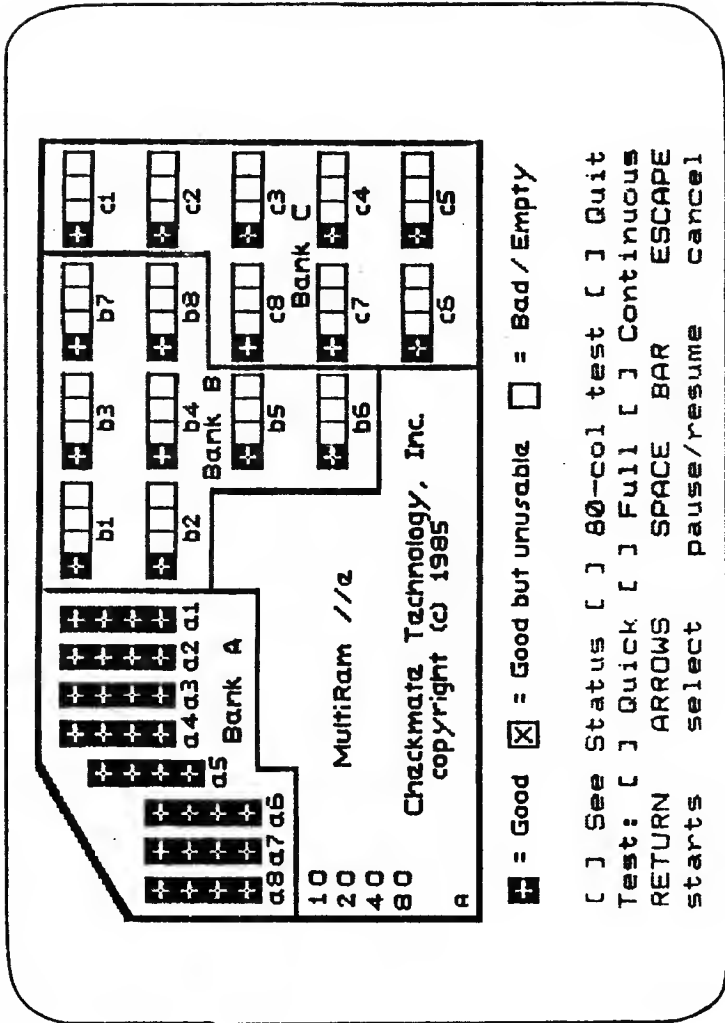 c1
b7
b3
b1
c2
b8
b4
b2
Bank B
a8 a7 a6 a5 a4 a3 a2 a1
Bank A
c3
c8
b5
Bank C
c4
c7
b6
c5
c6
10
20
40
80
A
MultiRam //e
Checkmate Technology, Inc.
copyright (c) 1985
+ = Good X = Good but unusable = Bad / Empty
[ ] See Status [ ] 80-col test [ ] Quit
Test: [ ] Quick [ ] Full [ ] Continuous
RETURN ARROWS SPACE BAR ESCAPE
starts select pause/resume cancel